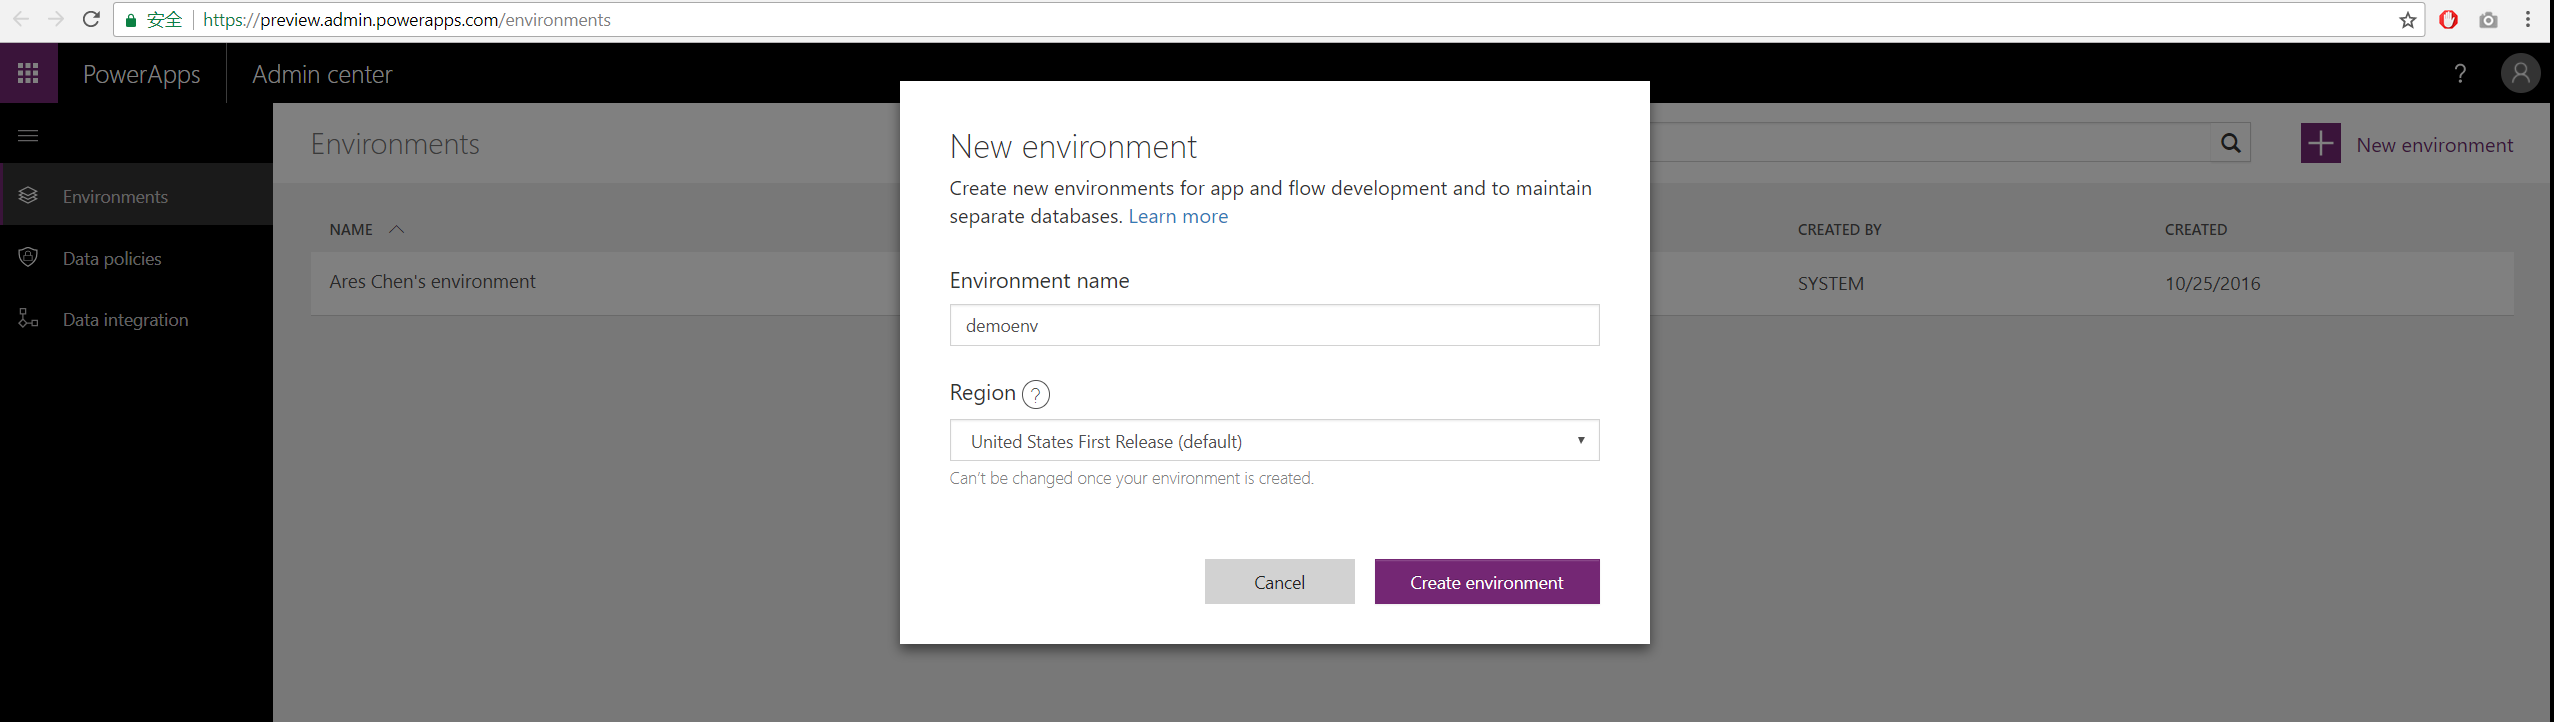 安全 https://preview.admin.powerapps.com/environments
PowerApps Admin center ?
Environments
Data policies
Data integration
Environments
New environment
NAME CREATED BY CREATED
Ares Chen's environment SYSTEM 10/25/2016
New environment
Create new environments for app and flow development and to maintain
separate databases. Learn more
Environment name
demoenv
Region ?
United States First Release (default)
Can't be changed once your environment is created.
Cancel Create environment